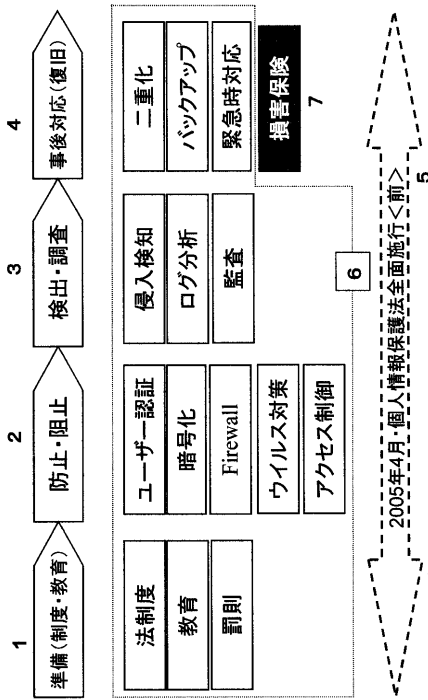 1
準備(制度・教育)
法制度
教育
罰則
2
防止・阻止
ユーザー認証
暗号化
Firewall
ウイルス対策
アクセス制御
3
検出・調査
侵入検知
ログ分析
監査
4
事後対応(復旧)
二重化
バックアップ
緊急時対応
損害保険
7
6
2005年4月・個人情報保護法全面施行<前>
5